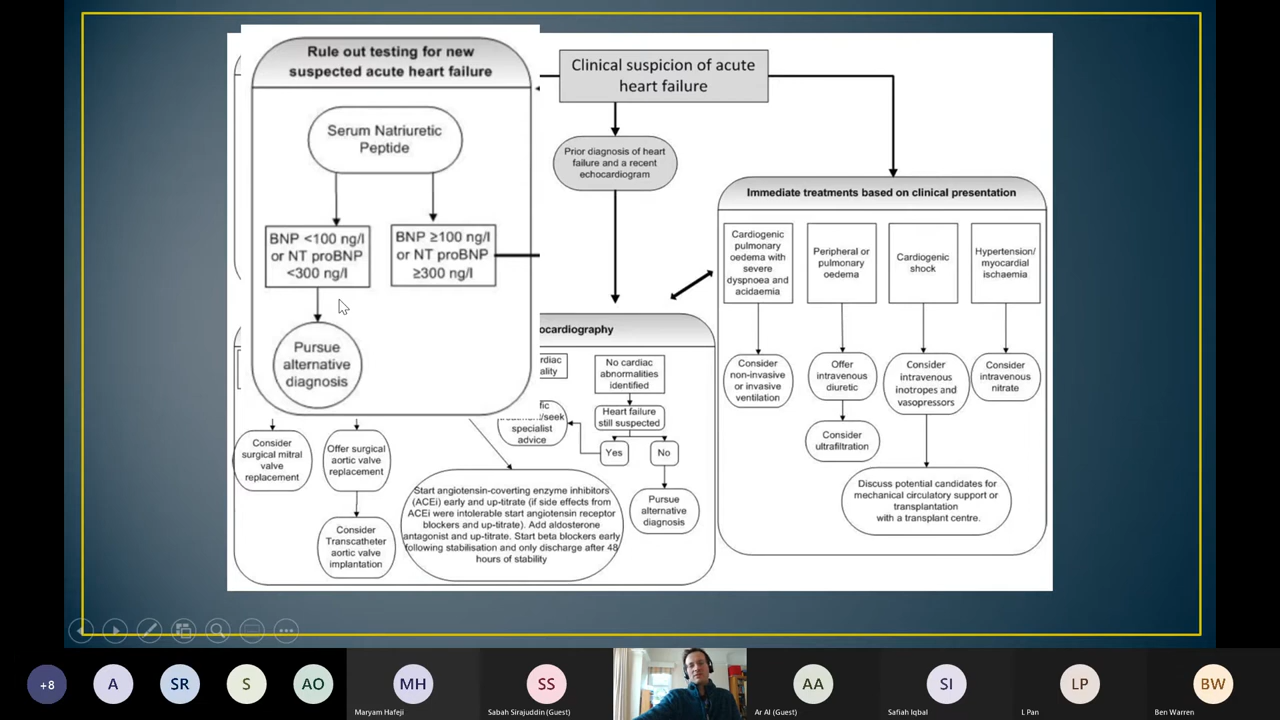 Rule out testing for new
suspected acute heart failure
Serum Natriuretic
Peptide
BNP <100 ng/l
or NT proBNP
<300 ng/l
BNP ≥100 ng/l
or NT proBNP
≥300 ng/l
Pursue
alternative
diagnosis
Clinical suspicion of acute
heart failure
Prior diagnosis of heart
failure and a recent
echocardiogram
Immediate treatments based on clinical presentation
Cardiogenic
pulmonary
oedema with
severe
dyspnoea and
acidaemia
Peripheral or
pulmonary
oedema
Cardiogenic
shock
Hypertension/
myocardial
ischaemia
Consider
non-invasive
or invasive
ventilation
Offer
intravenous
diuretic
Consider
intravenous
inotropes and
vasopressors
Consider
intravenous
nitrate
Consider
ultrafiltration
Discuss potential candidates for
mechanical circulatory support or
transplantation
with a transplant centre.
ocardiography
rdiac
ality
No cardiac
abnormalities
identified
Heart failure
still suspected
Yes
No
fic
/seek
specialist
advice
Pursue
alternative
diagnosis
Consider
surgical mitral
valve
replacement
Offer surgical
aortic valve
replacement
Consider
Transcatheter
aortic valve
implantation
Start angiotensin-coverting enzyme inhibitors
(ACEi) early and up-titrate (if side effects from
ACEi were intolerable start angiotensin receptor
blockers and up-titrate). Add aldosterone
antagonist and up-titrate. Start beta blockers early
following stabilisation and only discharge after 48
hours of stability
+8
A
SR
S
AO
MH
Maryam Hafeji
SS
Sabah Sirajuddin (Guest)
AA
Ar Al (Guest)
SI
Safiah Iqbal
LP
L Pan
BW
Ben Warren